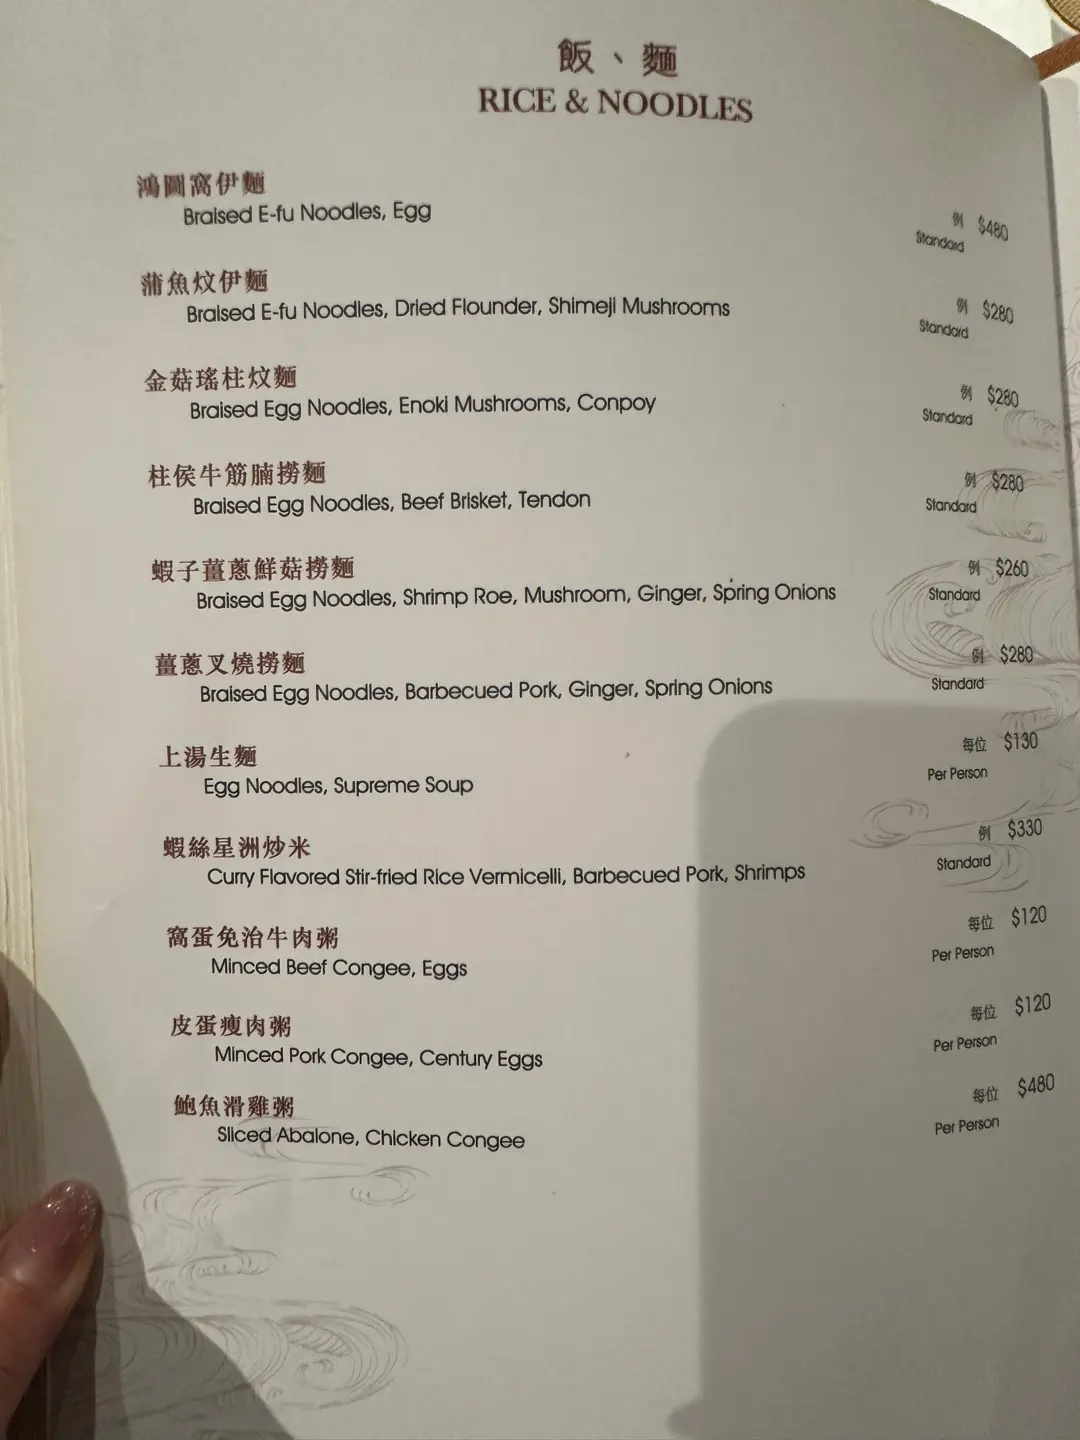 飯、麵
RICE & NOODLES
鴻圖窩伊麵
Braised E-fu Noodles, Egg
例 $480
Standard
蒲魚炆伊麵
Braised E-fu Noodles, Dried Flounder, Shimeji Mushrooms
例 $280
Standard
金菇瑤柱炆麵
Braised Egg Noodles, Enoki Mushrooms, Conpoy
例 $280
Standard
柱侯牛筋腩撈麵
Braised Egg Noodles, Beef Brisket, Tendon
例 $280
Standard
蝦子薑蔥鮮菇撈麵
Braised Egg Noodles, Shrimp Roe, Mushroom, Ginger, Spring Onions
例 $260
Standard
薑蔥叉燒撈麵
Braised Egg Noodles, Barbecued Pork, Ginger, Spring Onions
例 $280
Standard
上湯生麵
Egg Noodles, Supreme Soup
每位 $130
Per Person
蝦絲星洲炒米
Curry Flavored Stir-fried Rice Vermicelli, Barbecued Pork, Shrimps
例 $330
Standard
窩蛋免治牛肉粥
Minced Beef Congee, Eggs
每位 $120
Per Person
皮蛋瘦肉粥
Minced Pork Congee, Century Eggs
每位 $120
Per Person
鮑魚滑雞粥
Sliced Abalone, Chicken Congee
每位 $480
Per Person